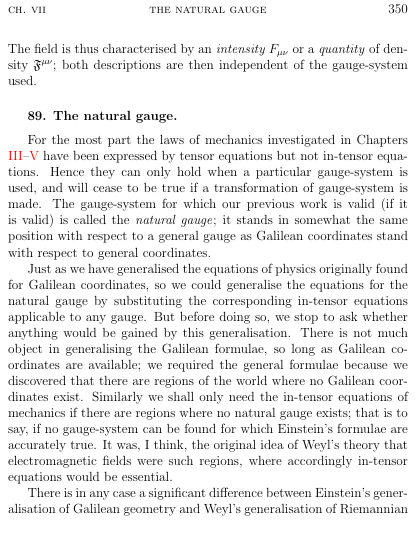 CH. VII THE NATURAL GAUGE 350
The field is thus characterised by an intensity Fμν or a quantity of den-
sity 𝔉μν; both descriptions are then independent of the gauge-system
used.
89. The natural gauge.
For the most part the laws of mechanics investigated in Chapters
III–V have been expressed by tensor equations but not in-tensor equa-
tions. Hence they can only hold when a particular gauge-system is
used, and will cease to be true if a transformation of gauge-system is
made. The gauge-system for which our previous work is valid (if it
is valid) is called the natural gauge; it stands in somewhat the same
position with respect to a general gauge as Galilean coordinates stand
with respect to general coordinates.
Just as we have generalised the equations of physics originally found
for Galilean coordinates, so we could generalise the equations for the
natural gauge by substituting the corresponding in-tensor equations
applicable to any gauge. But before doing so, we stop to ask whether
anything would be gained by this generalisation. There is not much
object in generalising the Galilean formulae, so long as Galilean co-
ordinates are available; we required the general formulae because we
discovered that there are regions of the world where no Galilean coor-
dinates exist. Similarly we shall only need the in-tensor equations of
mechanics if there are regions where no natural gauge exists; that is to
say, if no gauge-system can be found for which Einstein's formulae are
accurately true. It was, I think, the original idea of Weyl's theory that
electromagnetic fields were such regions, where accordingly in-tensor
equations would be essential.
There is in any case a significant difference between Einstein's gener-
alisation of Galilean geometry and Weyl's generalisation of Riemannian